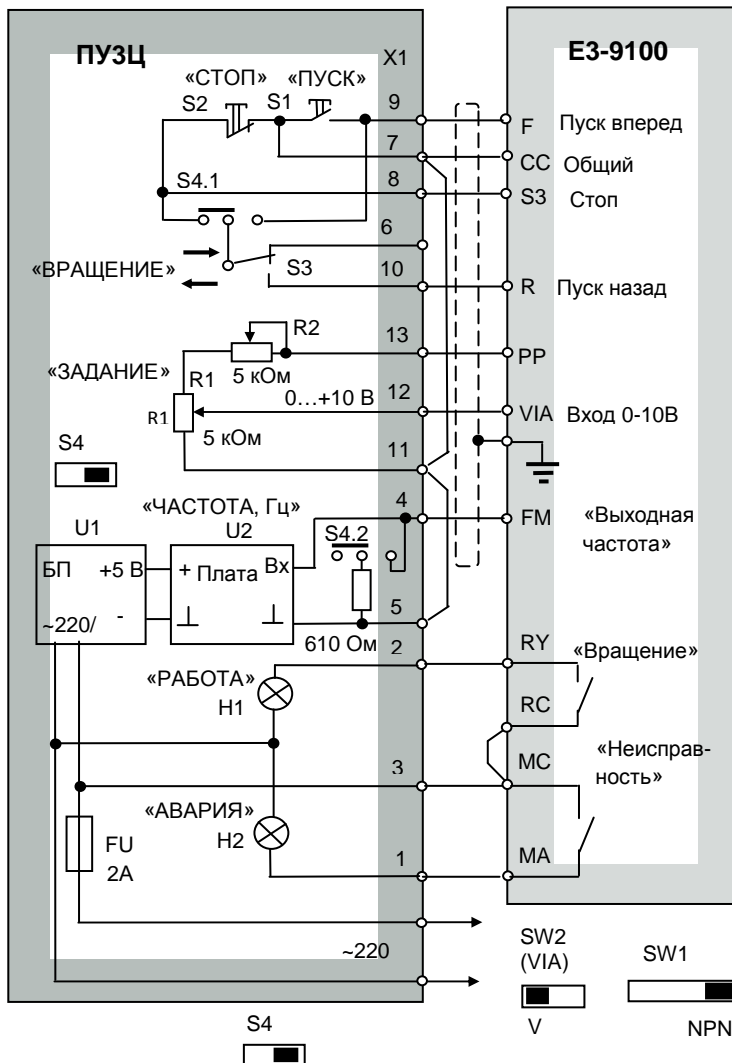 ПУЗЦ
Е3-9100
X1
«СТОП» «ПУСК»
S2 S1 9
F Пуск вперед
7
CC Общий
8
S4.1
S3 Стоп
6
«ВРАЩЕНИЕ»
S3
10
R Пуск назад
R2
13
PP
«ЗАДАНИЕ»
R1 5 кОм
12
0…+10 В
R1
VIA Вход 0-10В
5 кОм
S4
11
«ЧАСТОТА, Гц»
4
U1 U2
S4.2
FM «Выходная
частота»
БП +5 В
+ Плата Вх
~220/ - ⊥ ⊥
5
610 Ом
2
RY «Вращение»
«РАБОТА»
H1
RC
3
MC «Неисправ-
ность»
«АВАРИЯ»
FU H2
2А
1
MA
~220
SW2
(VIA)
SW1
V NPN
S4